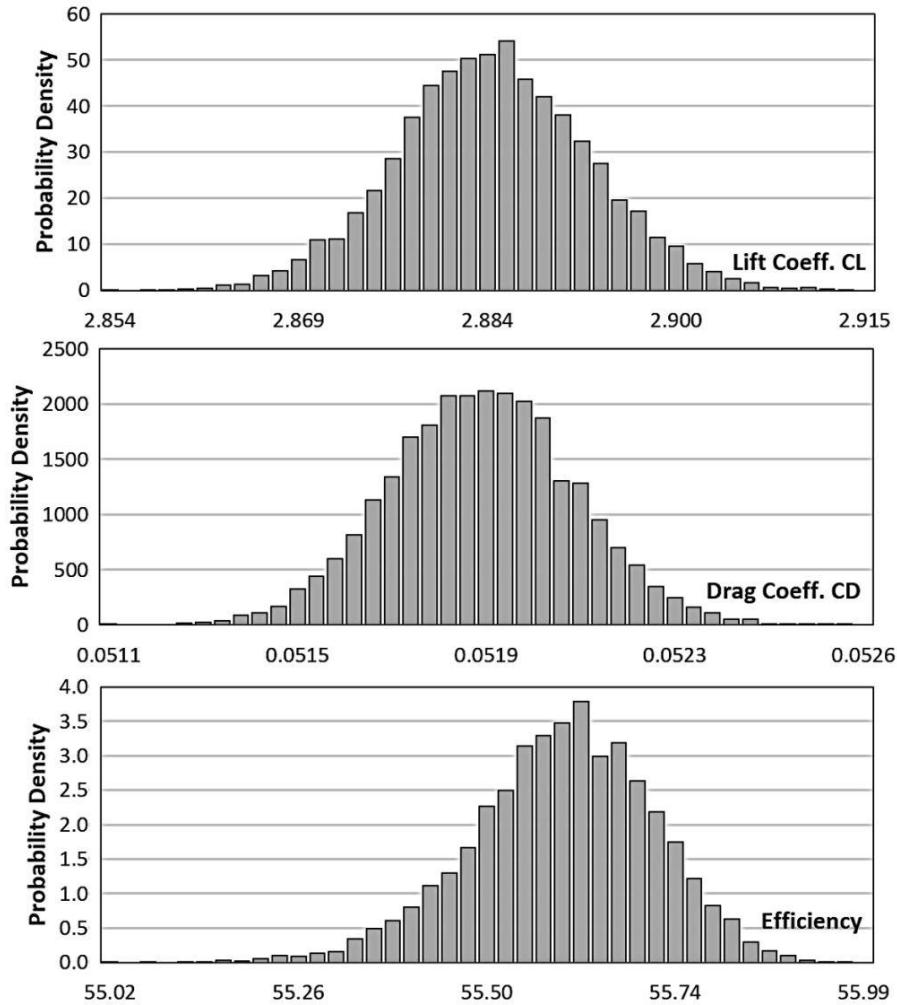 Probability Density
60
50
40
30
20
10
0
Lift Coeff. CL
2.854 2.869 2.884 2.900 2.915
Probability Density
2500
2000
1500
1000
500
0
Drag Coeff. CD
0.0511 0.0515 0.0519 0.0523 0.0526
Probability Density
4.0
3.5
3.0
2.5
2.0
1.5
1.0
0.5
0.0
Efficiency
55.02 55.26 55.50 55.74 55.99